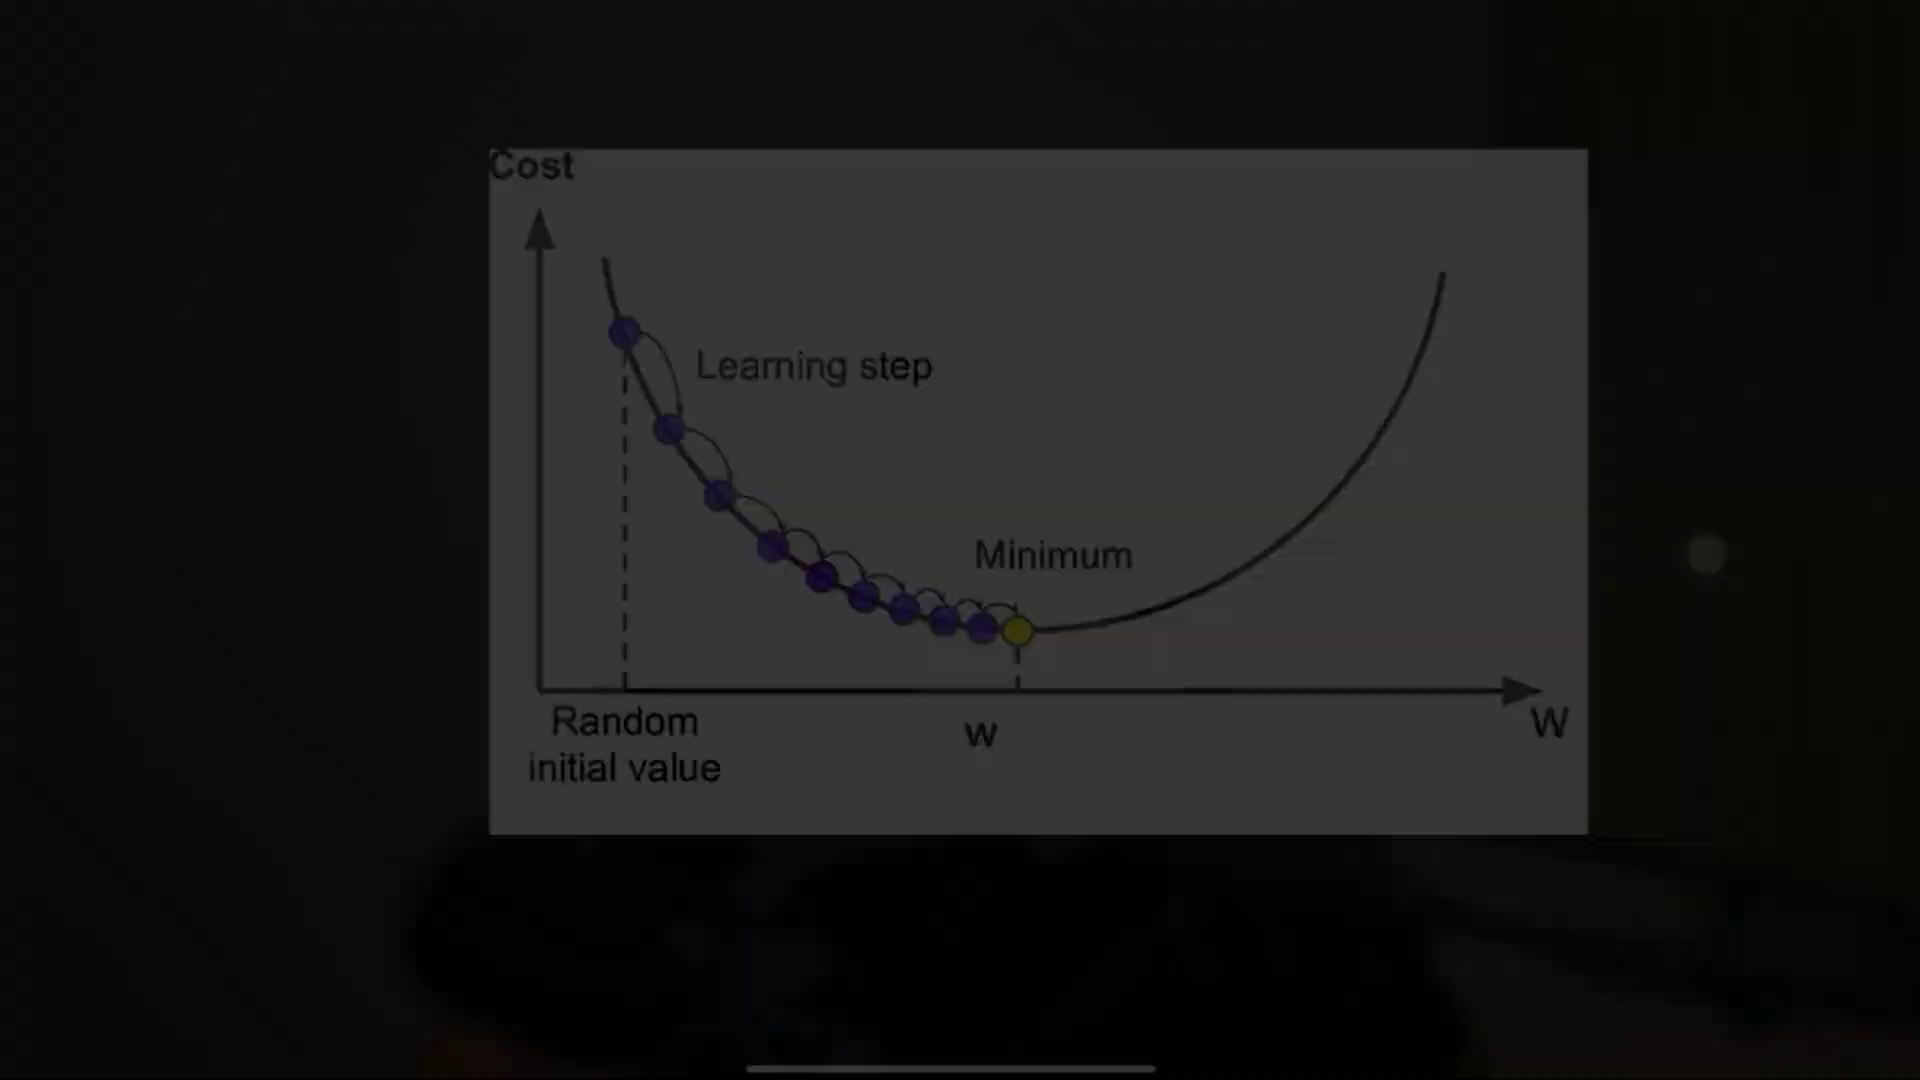 Cost
Learning step
Minimum
Random
initial value
w
W